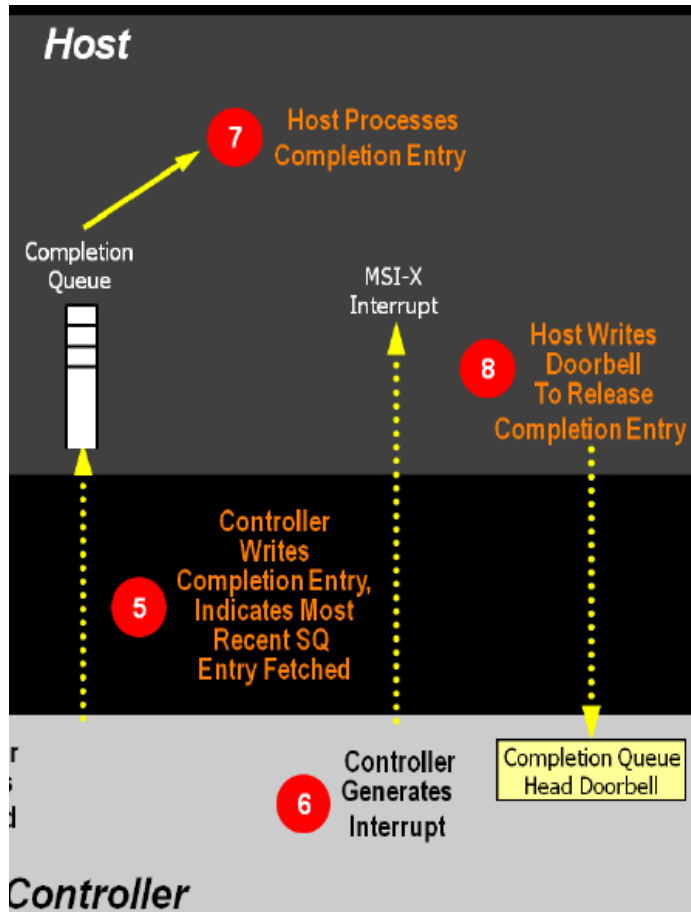 Host
7
Host Processes
Completion Entry
Completion
Queue
MSI-X
Interrupt
8
Host Writes
Doorbell
To Release
Completion Entry
5
Controller
Writes
Completion Entry,
Indicates Most
Recent SQ
Entry Fetched
6
Controller
Generates
Interrupt
Completion Queue
Head Doorbell
Controller